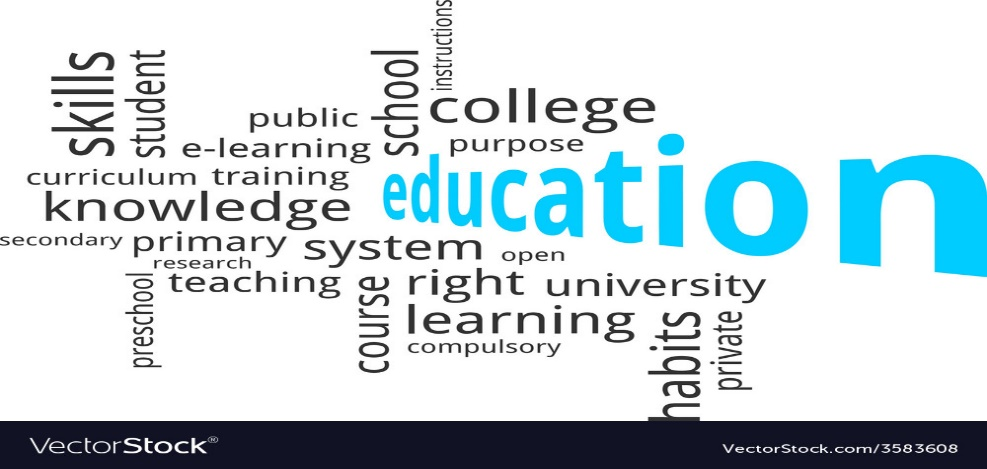 instructions
skills
student
school
college
public
e-learning
purpose
curriculum training
education
knowledge
secondary primary system open
research
teaching
preschool
course
right university
learning
compulsory
habits
private
VectorStock®
VectorStock.com/3583608